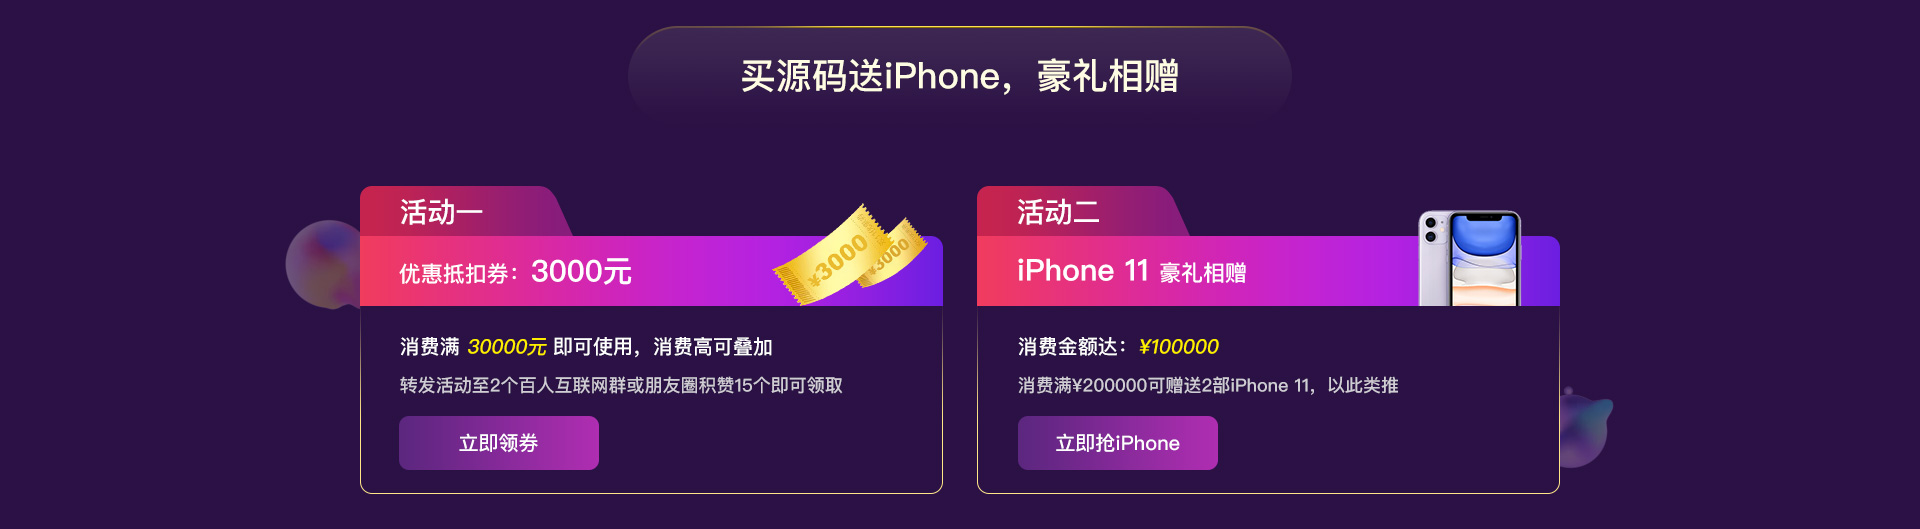 买源码送iPhone，豪礼相赠
活动一
优惠抵扣券：3000元
¥3000
¥3000
消费满 30000元 即可使用，消费高可叠加
转发活动至2个百人互联网群或朋友圈积赞15个即可领取
立即领券
活动二
iPhone 11 豪礼相赠
消费金额达：¥100000
消费满¥200000可赠送2部iPhone 11，以此类推
立即抢iPhone